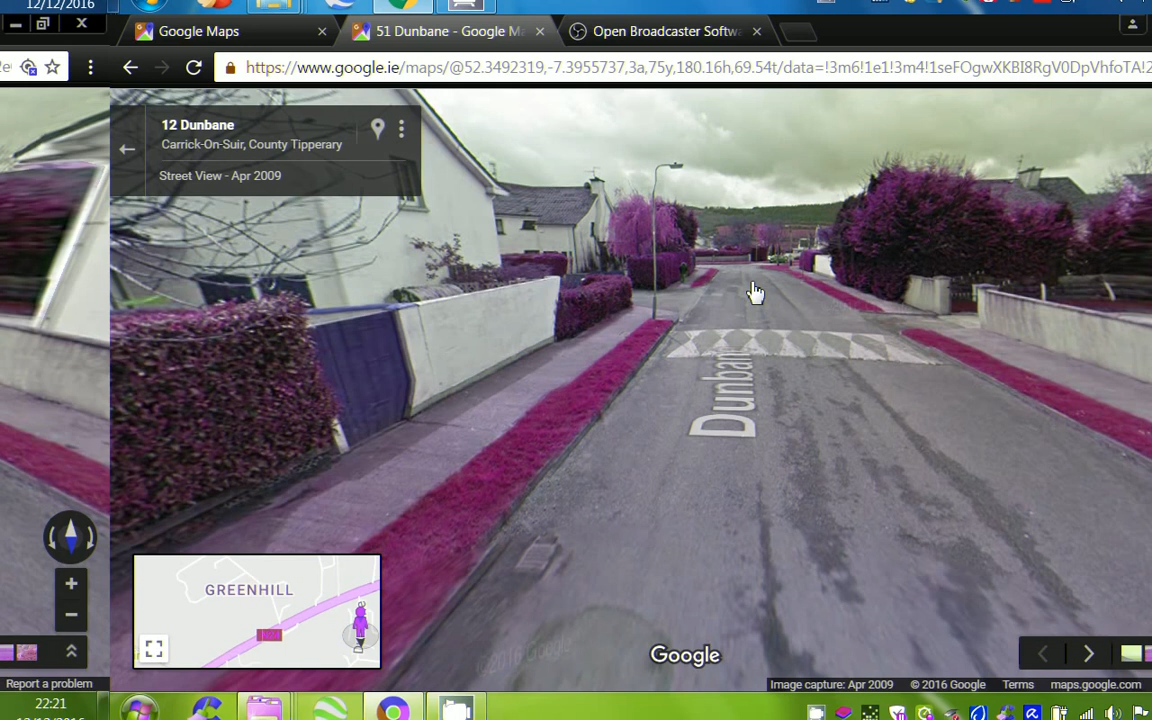 12/12/2016
Google Maps
51 Dunbane - Google M
Open Broadcaster Softw
https://www.google.ie/maps/@52.3492319,-7.3955737,3a,75y,180.16h,69.54t/data=!3m6!1e1!3m4!1seFOgwXKBI8RgV0DpVhfoTA!2
12 Dunbane
Carrick-On-Suir, County Tipperary
Street View - Apr 2009
Dunban
GREENHILL
©2016 Google
Google
Report a problem
Image capture: Apr 2009 © 2016 Google Terms maps.google.com
22:21